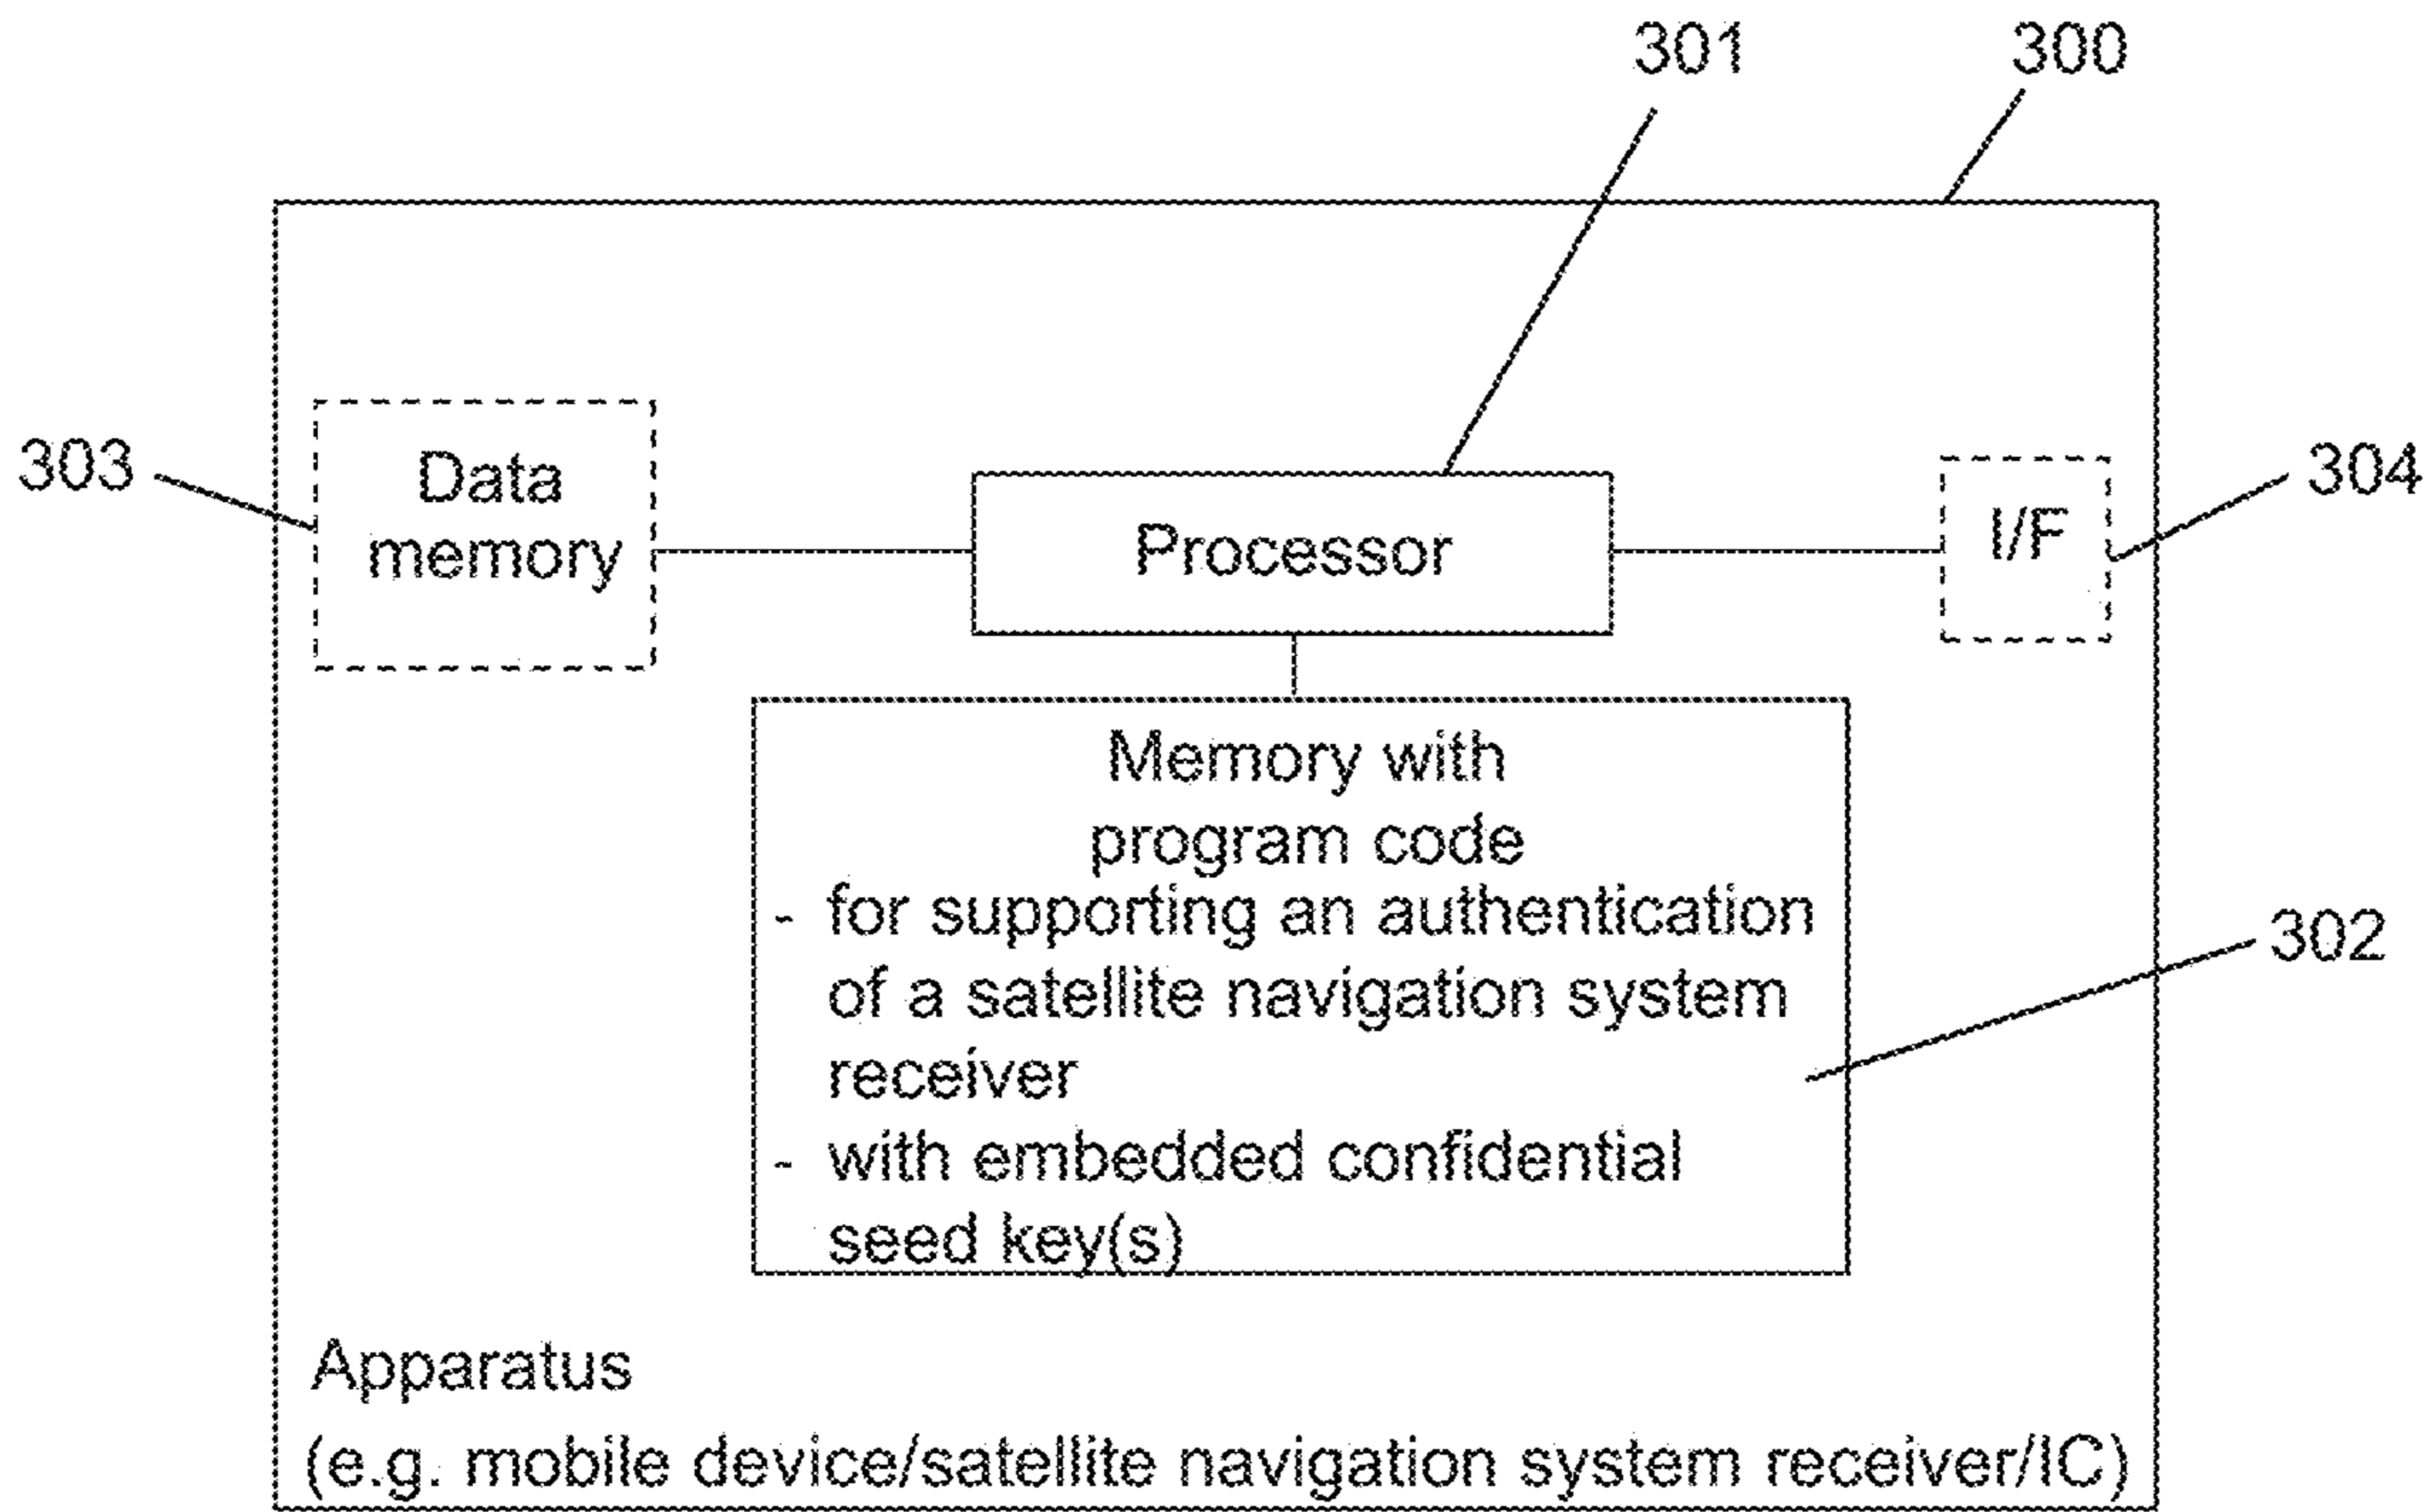 301
300
303
Data
memory
Processor
I/F
304
Memory with
program code
- for supporting an authentication
of a satellite navigation system
receiver
- with embedded confidential
seed key(s)
302
Apparatus
(e.g. mobile device/satellite navigation system receiver/IC)